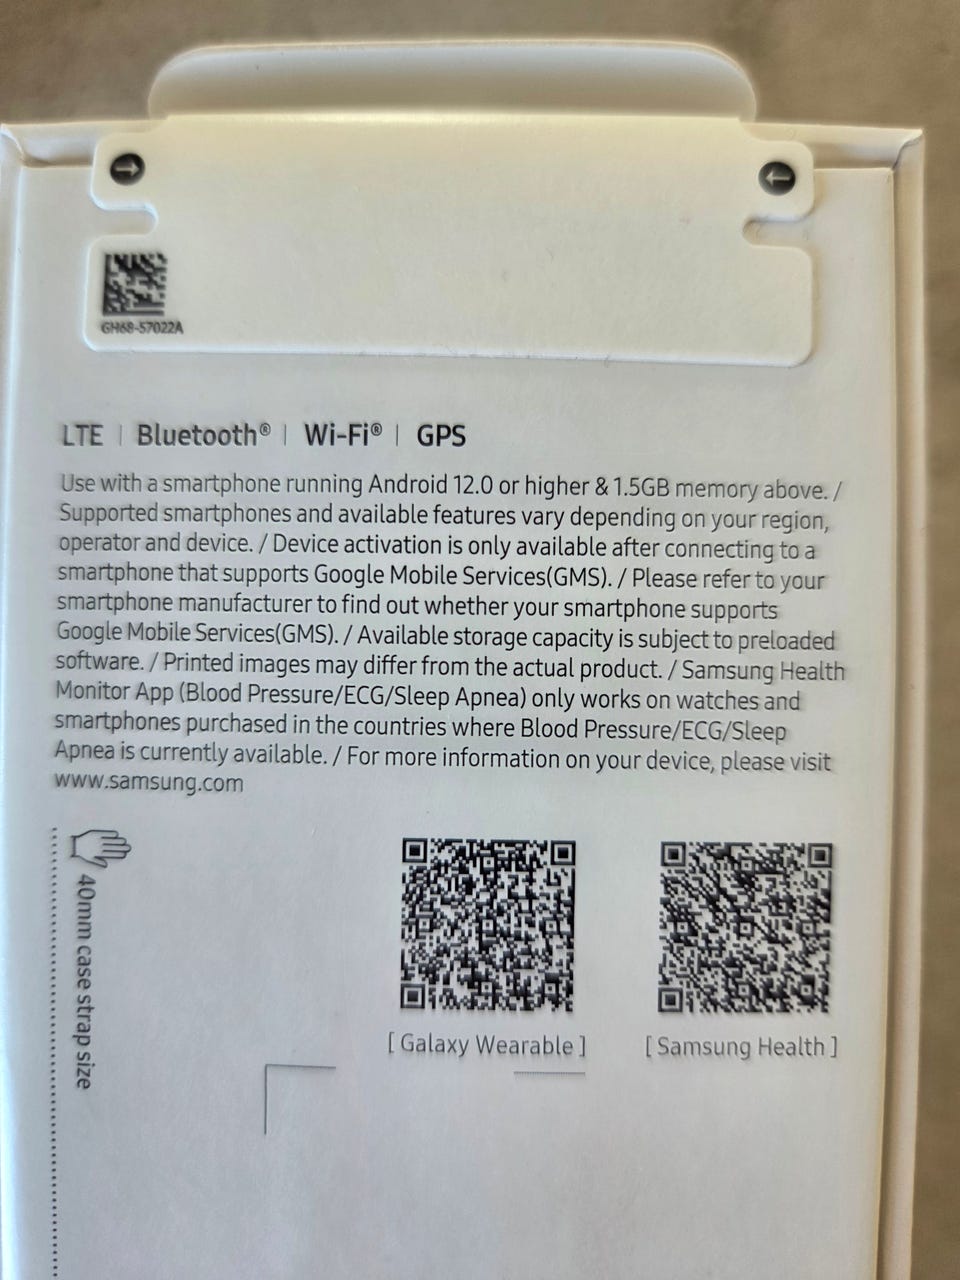 GH68-57022A
LTE | Bluetooth® | Wi-Fi® | GPS
Use with a smartphone running Android 12.0 or higher & 1.5GB memory above. /
Supported smartphones and available features vary depending on your region,
operator and device. / Device activation is only available after connecting to a
smartphone that supports Google Mobile Services(GMS). / Please refer to your
smartphone manufacturer to find out whether your smartphone supports
Google Mobile Services(GMS). / Available storage capacity is subject to preloaded
software. / Printed images may differ from the actual product. / Samsung Health
Monitor App (Blood Pressure/ECG/Sleep Apnea) only works on watches and
smartphones purchased in the countries where Blood Pressure/ECG/Sleep
Apnea is currently available. / For more information on your device, please visit
www.samsung.com
40mm case strap size
[ Galaxy Wearable ]
[ Samsung Health ]